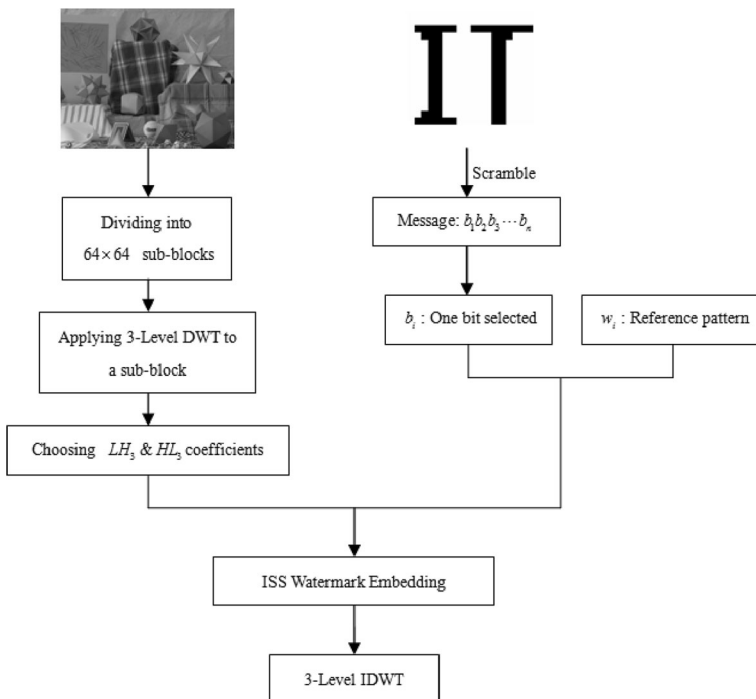 IT
Scramble
Dividing into
64×64 sub-blocks
Message: b₁b₂b₃⋯bₙ
Applying 3-Level DWT to
a sub-block
bᵢ : One bit selected
wᵢ : Reference pattern
Choosing LH₃ & HL₃ coefficients
ISS Watermark Embedding
3-Level IDWT